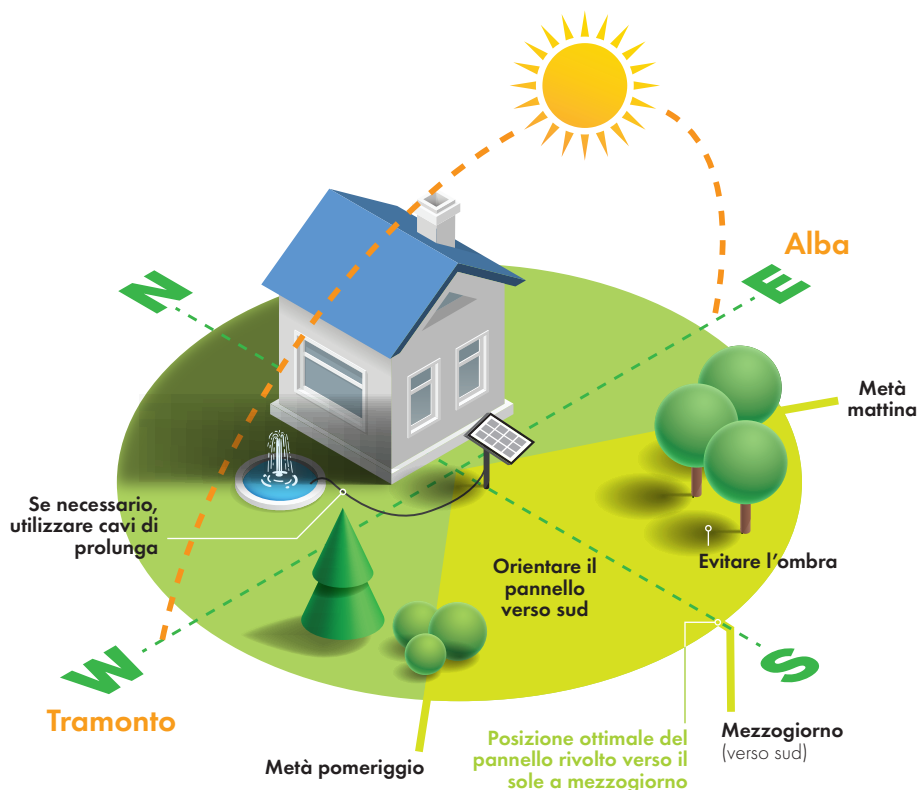 N
Alba
E
Metà
mattina
Se necessario,
utilizzare cavi di
prolunga
Evitare l'ombra
Orientare il
pannello
verso sud
W
S
Tramonto
Metà pomeriggio
Posizione ottimale del
pannello rivolto verso il
sole a mezzogiorno
Mezzogiorno
(verso sud)